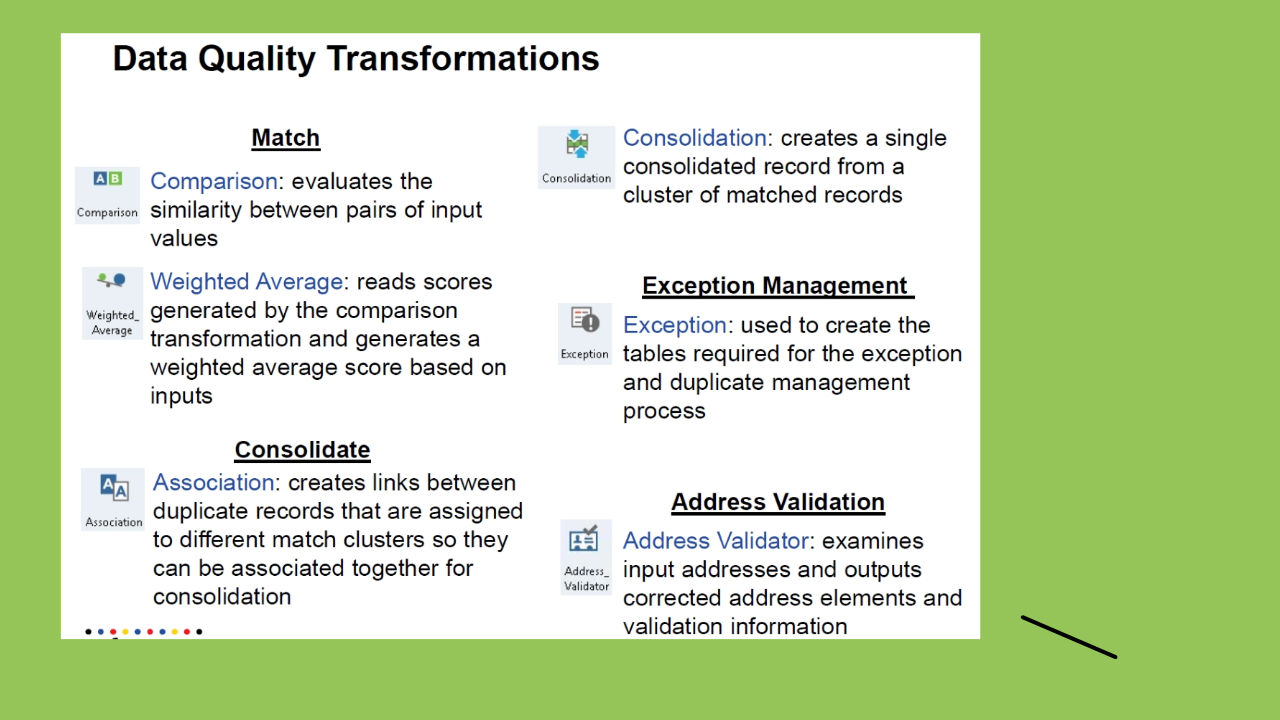 Data Quality Transformations
Match
Comparison
Comparison: evaluates the
similarity between pairs of input
values
Weighted_
Average
Weighted Average: reads scores
generated by the comparison
transformation and generates a
weighted average score based on
inputs
Consolidate
Association
Association: creates links between
duplicate records that are assigned
to different match clusters so they
can be associated together for
consolidation
Consolidation
Consolidation: creates a single
consolidated record from a
cluster of matched records
Exception Management
Exception
Exception: used to create the
tables required for the exception
and duplicate management
process
Address Validation
Address_
Validator
Address Validator: examines
input addresses and outputs
corrected address elements and
validation information